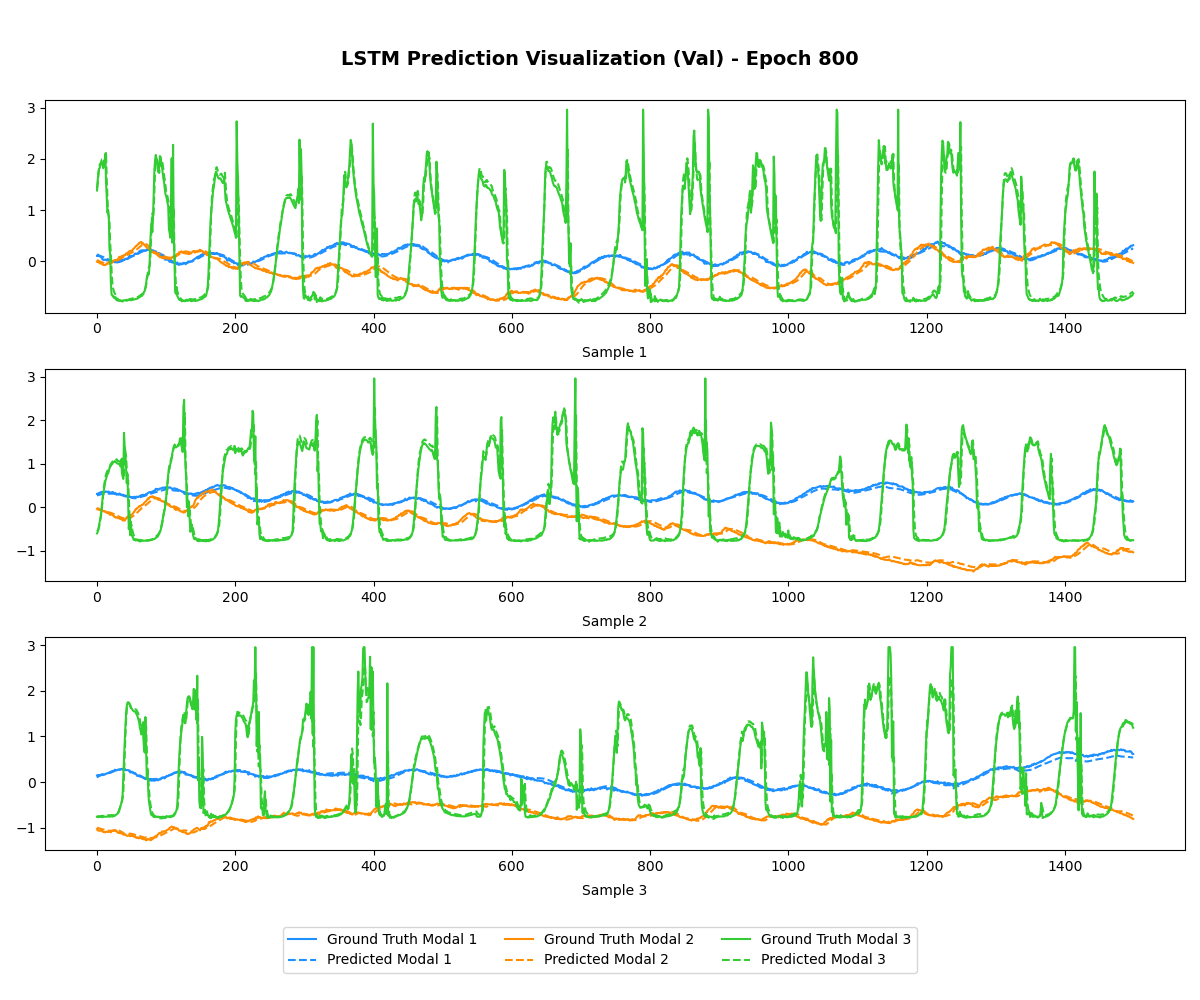 LSTM Prediction Visualization (Val) - Epoch 800
3
2
1
0
0 200 400 600 800 1000 1200 1400
Sample 1
3
2
1
0
−1
0 200 400 600 800 1000 1200 1400
Sample 2
3
2
1
0
−1
0 200 400 600 800 1000 1200 1400
Sample 3
Ground Truth Modal 1 Ground Truth Modal 2 Ground Truth Modal 3
Predicted Modal 1 Predicted Modal 2 Predicted Modal 3